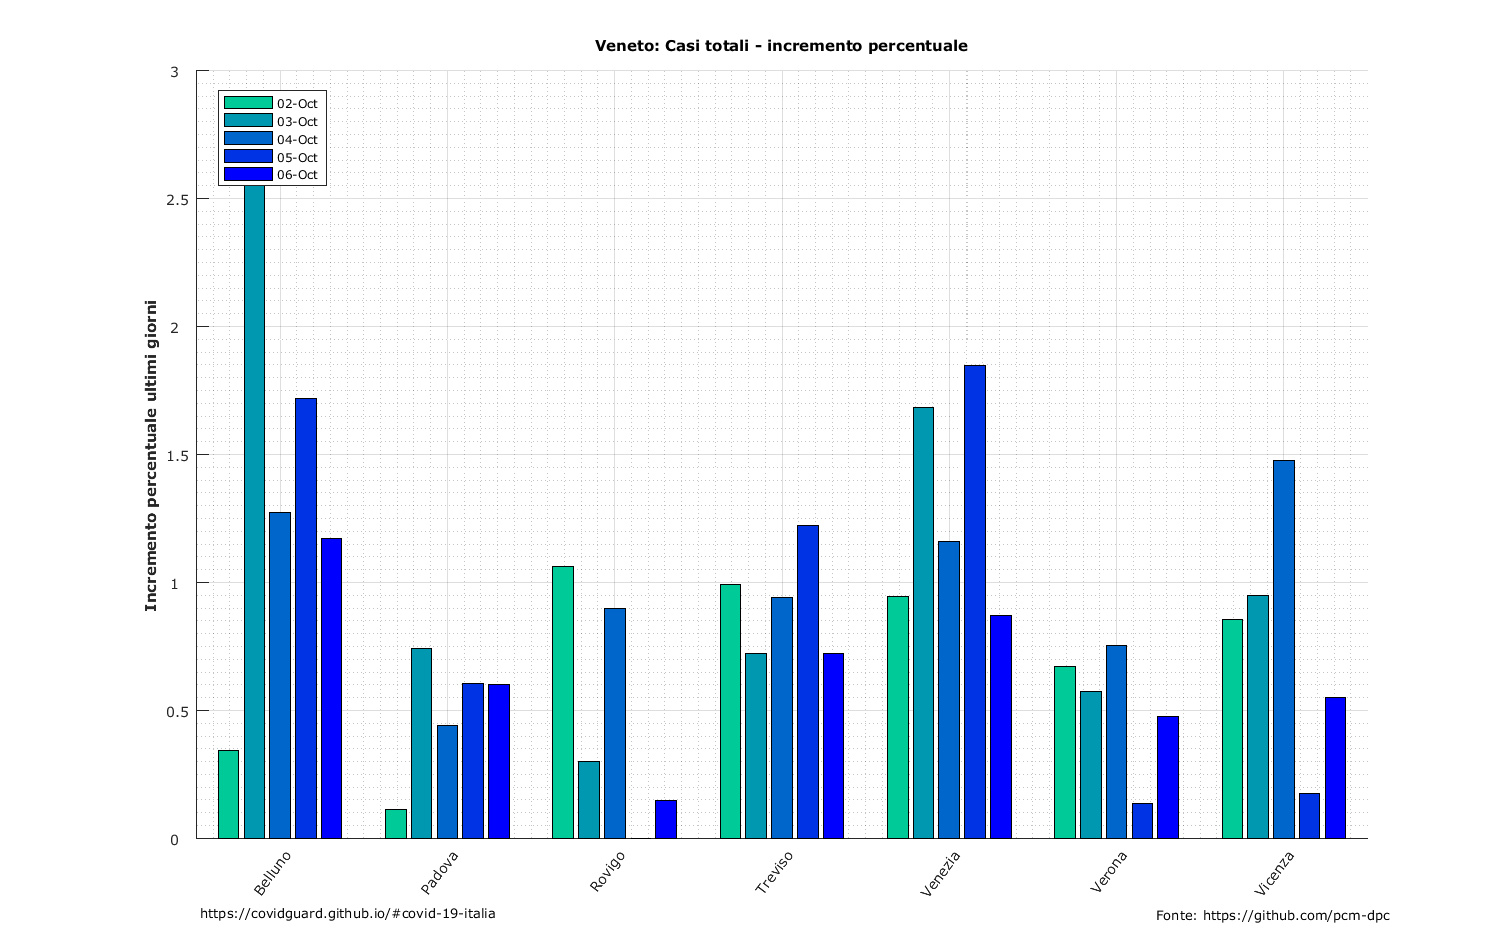 Veneto: Casi totali - incremento percentuale
3
2.5
2
1.5
1
0.5
0
Incremento percentuale ultimi giorni
02-Oct
03-Oct
04-Oct
05-Oct
06-Oct
Belluno
Padova
Rovigo
Treviso
Venezia
Verona
Vicenza
https://covidguard.github.io/#covid-19-italia
Fonte: https://github.com/pcm-dpc